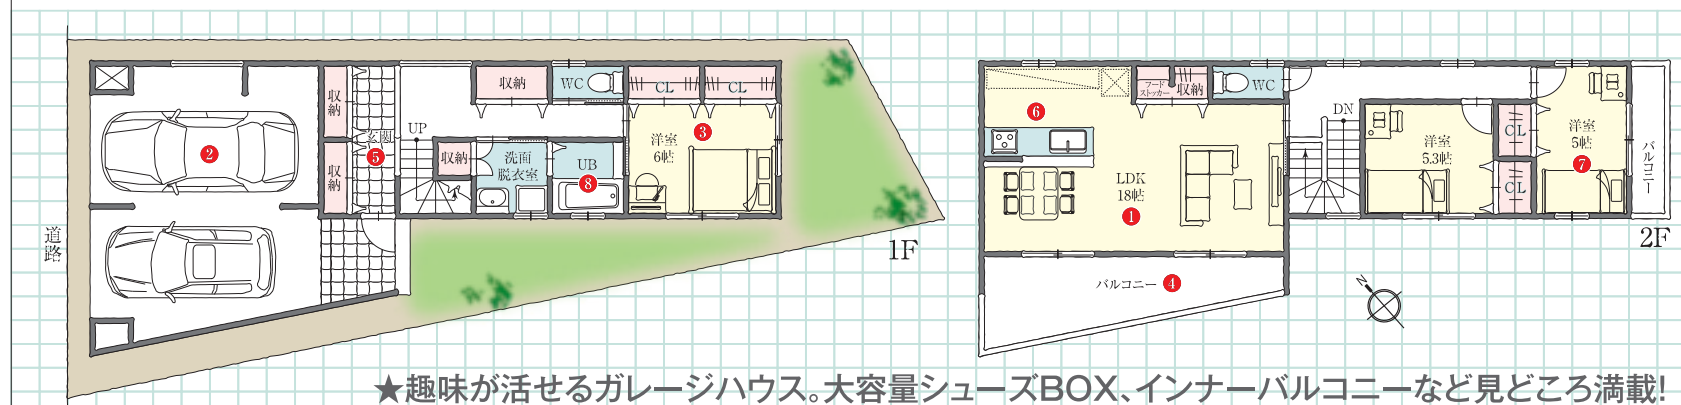 道路
収納
収納
玄関
5
2
UP
収納
収納
洗面
脱衣室
WC
UB
8
CL
CL
3
洋室
6帖
1F
6
フード
ストッカー
収納
WC
LDK
18帖
1
DN
洋室
5.3帖
CL
CL
洋室
5帖
7
バルコニー
バルコニー
4
N
2F
★趣味が活せるガレージハウス。大容量シューズBOX、インナーバルコニーなど見どころ満載!